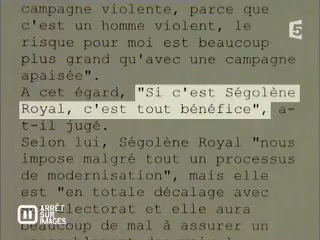 campagne violente, parce que
c'est un homme violent, le
risque pour moi est beaucoup
plus grand qu'avec une campagne
apaisée".
5
A cet égard, "Si c'est Ségolène
Royal, c'est tout bénéfice", a-
t-il jugé.
Selon lui, Ségolène Royal "nous
impose malgré tout un processus
de modernisation", mais elle
est "en totale décalage avec
électorat et elle aura
ARRÊT
SUR
IMAGES
beaucoup de mal à assurer un